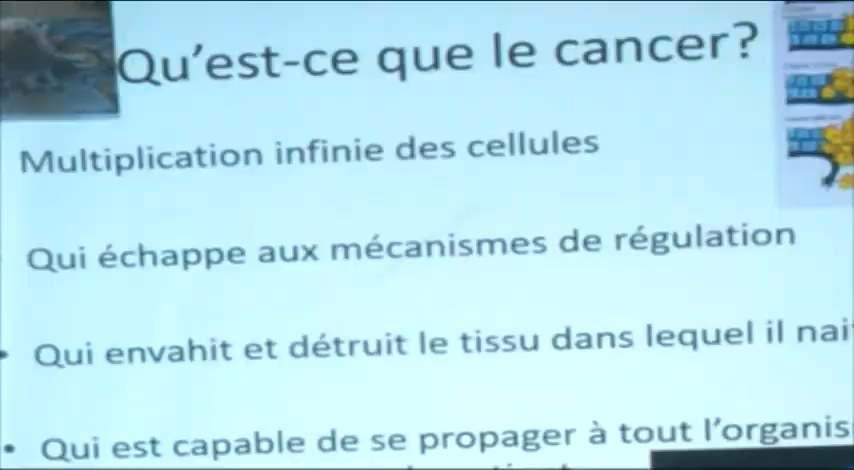 Qu'est-ce que le cancer?
Multiplication infinie des cellules
Qui échappe aux mécanismes de régulation
• Qui envahit et détruit le tissu dans lequel il nai
• Qui est capable de se propager à tout l'organis